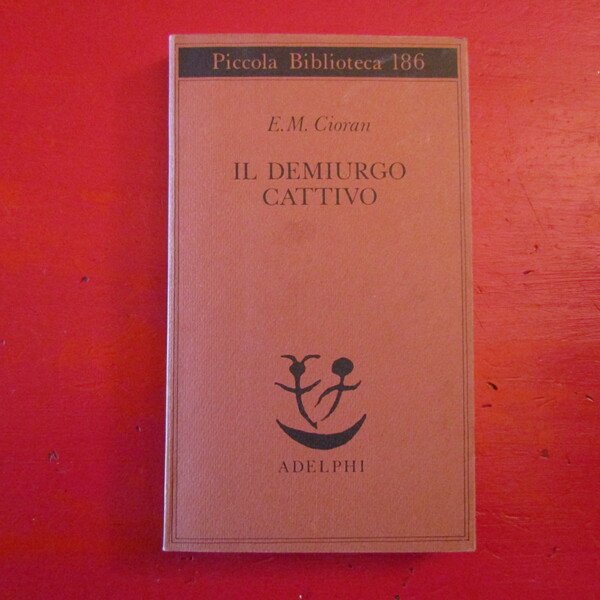 Piccola Biblioteca 186
E.M. Cioran
IL DEMIURGO
CATTIVO
ADELPHI